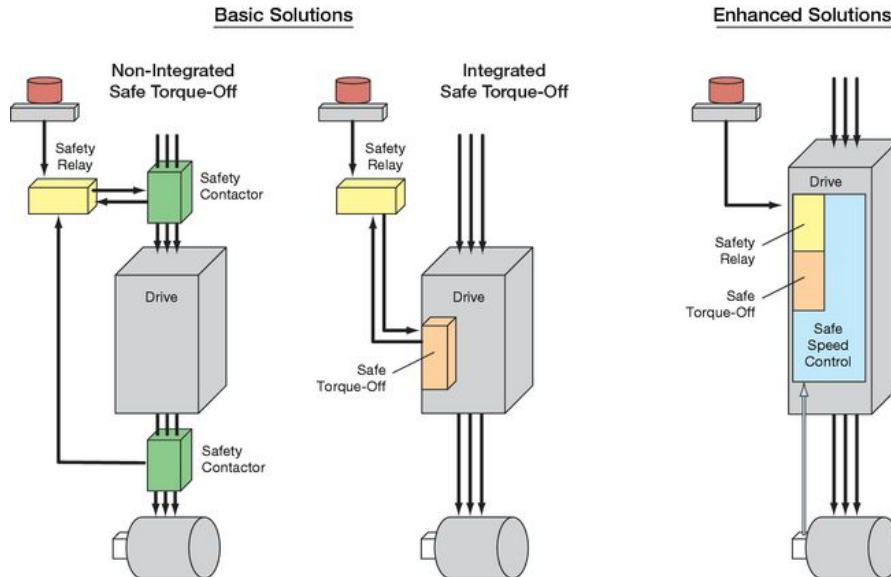 Basic Solutions
Enhanced Solutions
Non-Integrated
Safe Torque-Off
Integrated
Safe Torque-Off
Safety
Relay
Safety
Contactor
Drive
Safety
Contactor
Safety
Relay
Drive
Safe
Torque-Off
Drive
Safety
Relay
Safe
Torque-Off
Safe
Speed
Control